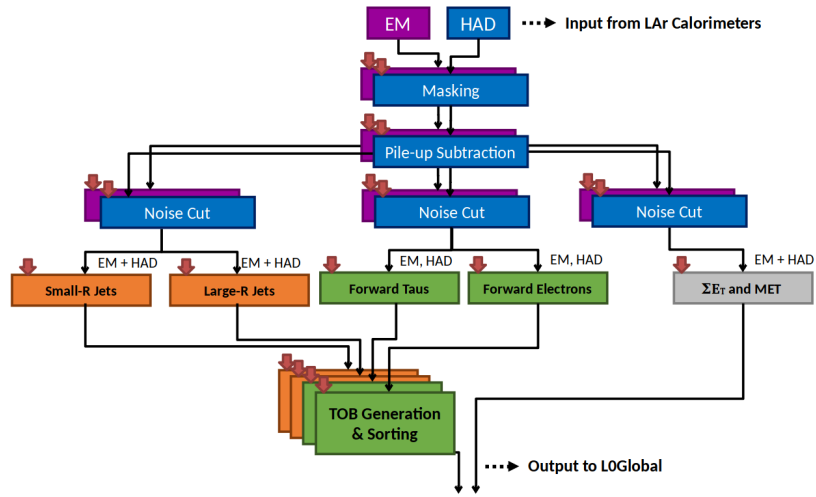 EM
HAD
Input from LAr Calorimeters
Masking
Pile-up Subtraction
Noise Cut
Noise Cut
Noise Cut
EM + HAD
EM + HAD
EM, HAD
EM, HAD
EM + HAD
Small-R Jets
Large-R Jets
Forward Taus
Forward Electrons
ΣE_T and MET
TOB Generation
& Sorting
Output to L0Global